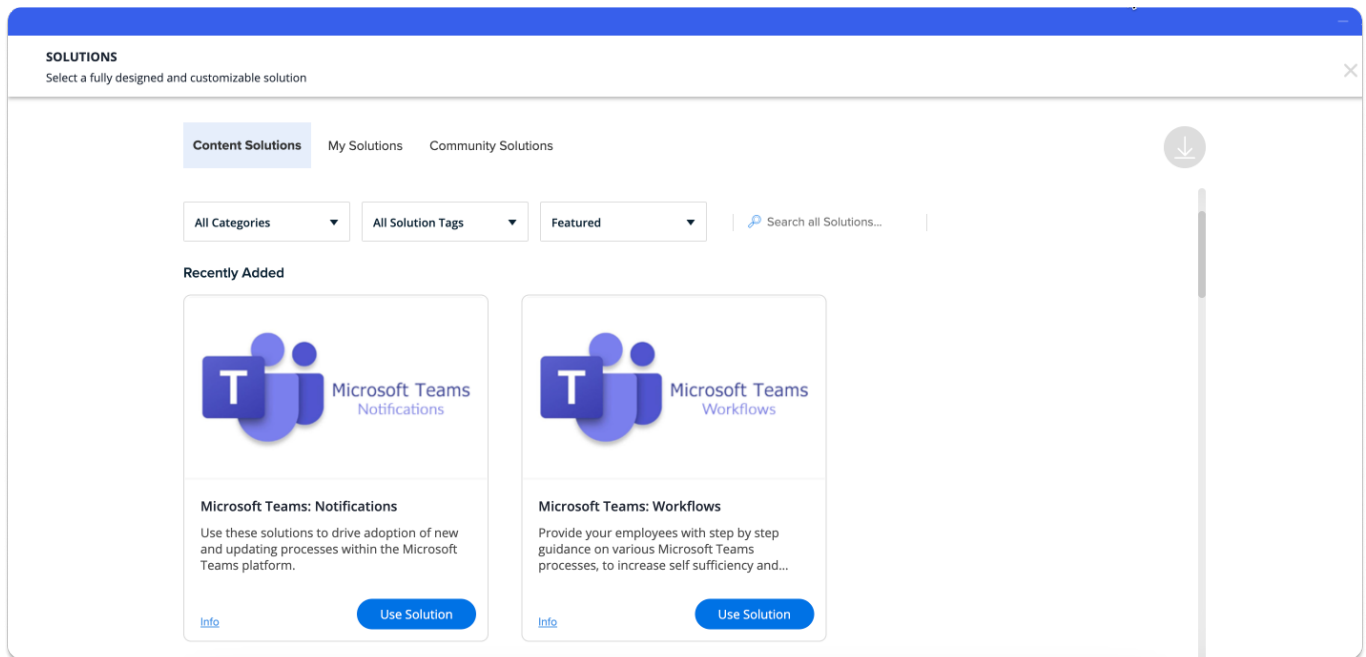 SOLUTIONS
Select a fully designed and customizable solution
Content Solutions My Solutions Community Solutions
All Categories All Solution Tags Featured Search all Solutions...
Recently Added
T Microsoft Teams
Notifications
T Microsoft Teams
Workflows
Microsoft Teams: Notifications
Use these solutions to drive adoption of new
and updating processes within the Microsoft
Teams platform.
Info Use Solution
Microsoft Teams: Workflows
Provide your employees with step by step
guidance on various Microsoft Teams
processes, to increase self sufficiency and...
Info Use Solution